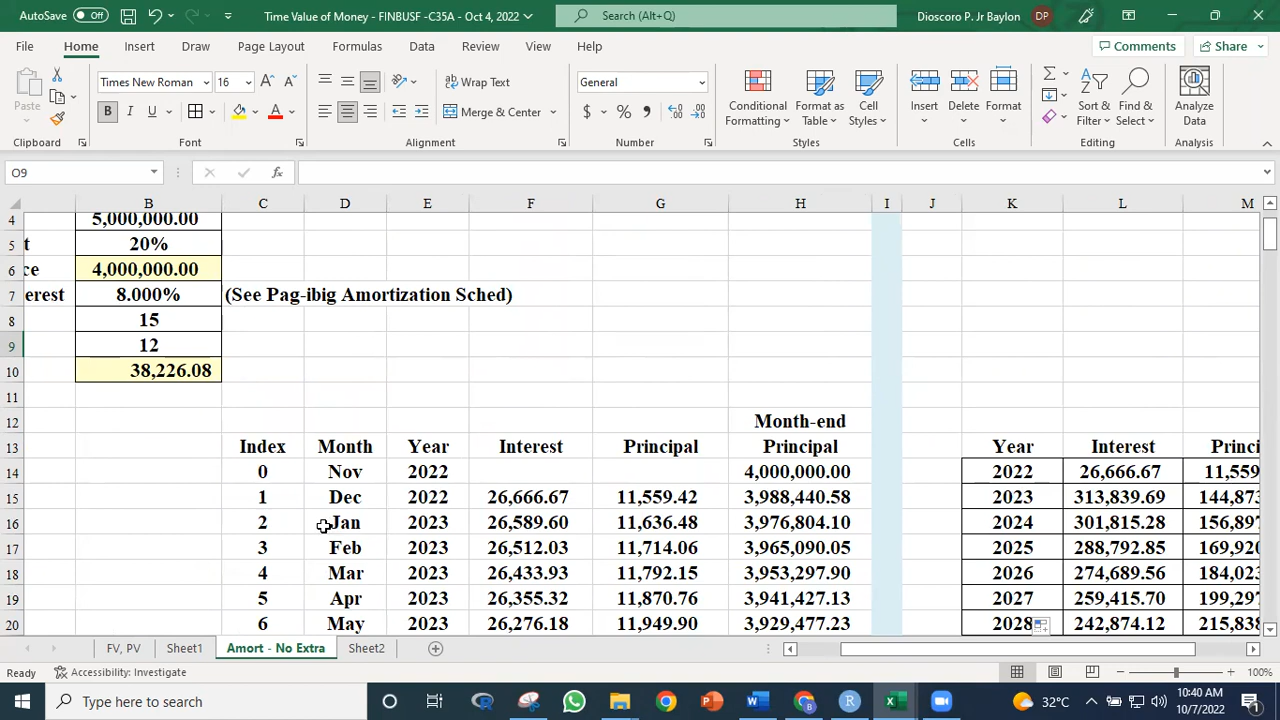 AutoSave Off Time Value of Money - FINBUSF -C35A - Oct 4, 2022 Search (Alt+Q) Dioscoro P. Jr Baylon DP
File Home Insert Draw Page Layout Formulas Data Review View Help Comments Share
Paste Times New Roman 16 Wrap Text General Conditional Formatting Format as Table Cell Styles Insert Delete Format Sort & Filter Find & Select Analyze Data
B I U Merge & Center $ %
Clipboard Font Alignment Number Styles Cells Editing Analysis
O9 fx
B C D E F G H I J K L M
4 5,000,000.00
5 t 20%
6 ce 4,000,000.00
7 erest 8.000% (See Pag-ibig Amortization Sched)
8 15
9 12
10 38,226.08
11
12 Month-end
13 Index Month Year Interest Principal Principal Year Interest Princi
14 0 Nov 2022 4,000,000.00 2022 26,666.67 11,559
15 1 Dec 2022 26,666.67 11,559.42 3,988,440.58 2023 313,839.69 144,873
16 2 Jan 2023 26,589.60 11,636.48 3,976,804.10 2024 301,815.28 156,897
17 3 Feb 2023 26,512.03 11,714.06 3,965,090.05 2025 288,792.85 169,920
18 4 Mar 2023 26,433.93 11,792.15 3,953,297.90 2026 274,689.56 184,023
19 5 Apr 2023 26,355.32 11,870.76 3,941,427.13 2027 259,415.70 199,297
20 6 May 2023 26,276.18 11,949.90 3,929,477.23 2028 242,874.12 215,838
FV, PV Sheet1 Amort - No Extra Sheet2
Ready Accessibility: Investigate 100%
Type here to search 32°C 10:40 AM
10/7/2022